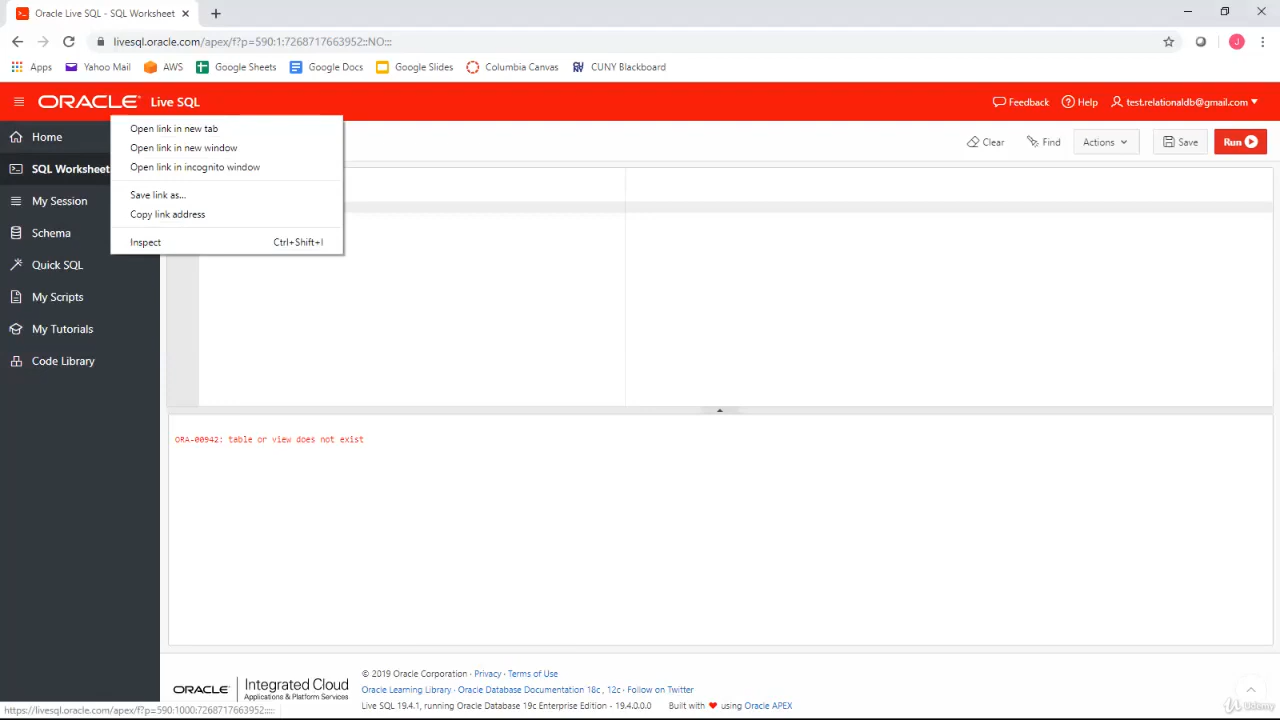 Oracle Live SQL - SQL Worksheet
livesql.oracle.com/apex/f?p=590:1:7268717663952::NO:::
J
Apps Yahoo Mail AWS Google Sheets Google Docs Google Slides Columbia Canvas CUNY Blackboard
ORACLE Live SQL Feedback Help test.relationaldb@gmail.com
Home
SQL Worksheet
My Session
Schema
Quick SQL
My Scripts
My Tutorials
Code Library
Open link in new tab
Open link in new window
Open link in incognito window
Save link as...
Copy link address
Inspect Ctrl+Shift+I
Clear Find Actions Save Run
ORA-00942: table or view does not exist
ORACLE Integrated Cloud
Applications & Platform Services
© 2019 Oracle Corporation · Privacy · Terms of Use
Oracle Learning Library · Oracle Database Documentation 18c, 12c · Follow on Twitter
Live SQL 19.4.1, running Oracle Database 19c Enterprise Edition - 19.4.0.0.0 Built with ❤ using Oracle APEX
https://livesql.oracle.com/apex/f?p=590:1000:7268717663952:::::
Udemy